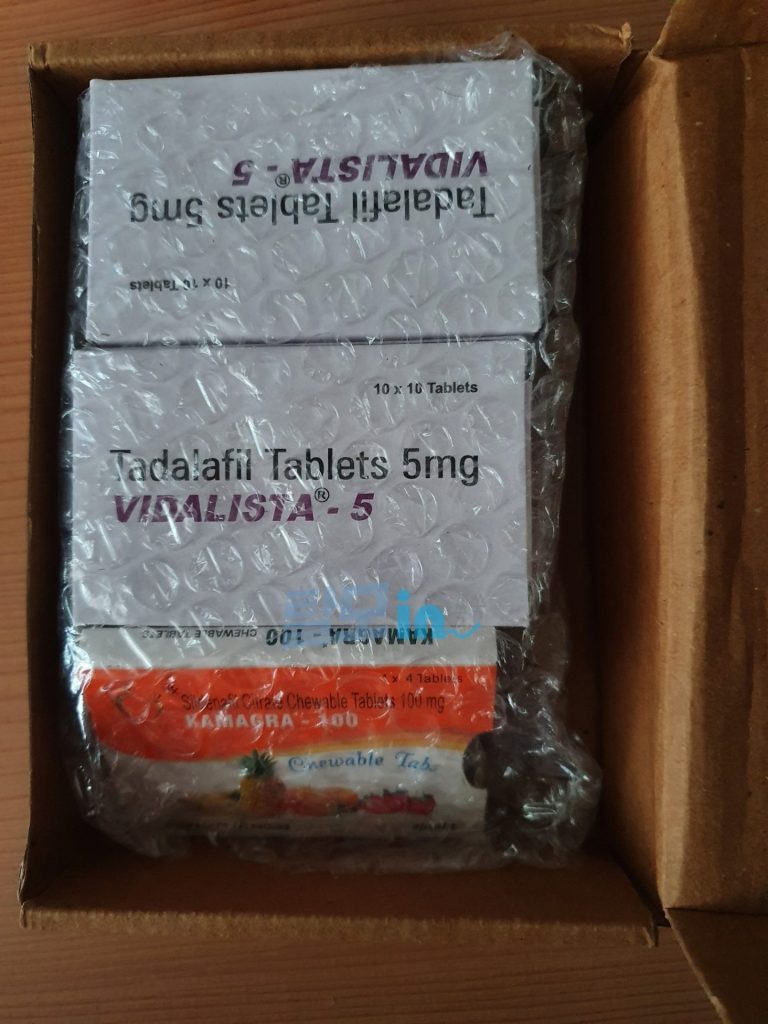 VIDALISTA® - 5
Tadalafil Tablets 5mg
10 x 10 Tablets
10 x 10 Tablets
Tadalafil Tablets 5mg
VIDALISTA® - 5
in
KAMAGRA® - 100
CHEWABLE TABLETS
x 4 Tablets
Sildenafil Citrate Chewable Tablets 100 mg
KAMAGRA - 100
Chewable Tab